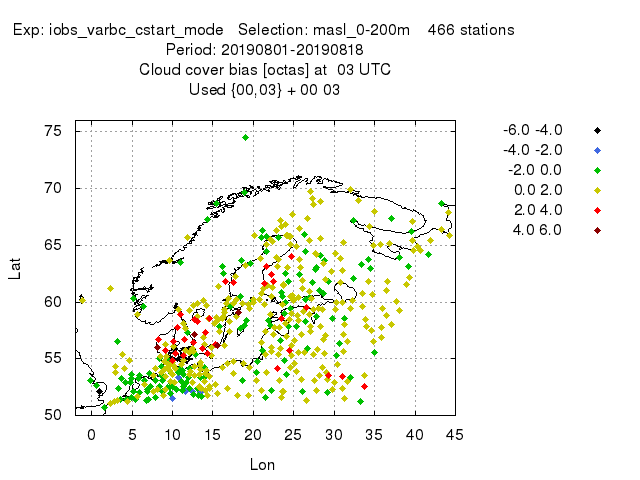 Exp: iobs_varbc_cstart_mode   Selection: masl_0-200m    466 stations
Period: 20190801-20190818
Cloud cover bias [octas] at  03 UTC
Used {00,03} + 00 03
-6.0 -4.0
-4.0 -2.0
-2.0 0.0
0.0 2.0
2.0 4.0
4.0 6.0
75
70
65
60
55
50
Lat
0 5 10 15 20 25 30 35 40 45
Lon